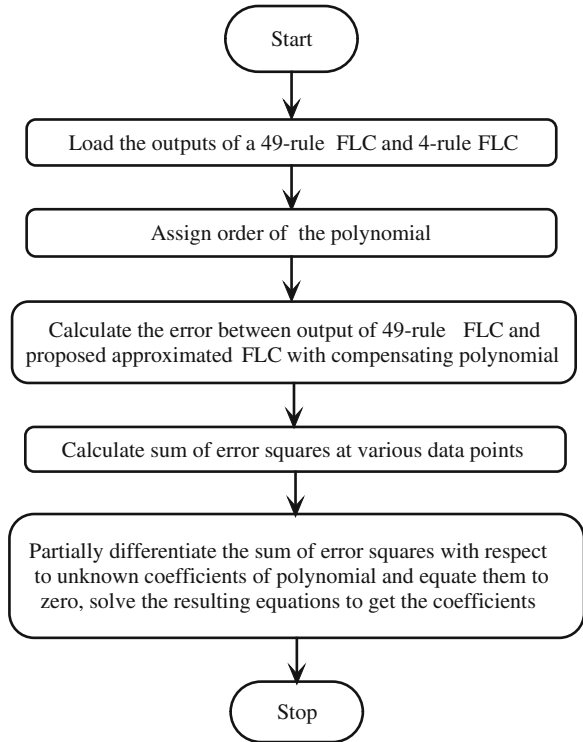 Start
Load the outputs of a 49-rule FLC and 4-rule FLC
Assign order of the polynomial
Calculate the error between output of 49-rule FLC and
proposed approximated FLC with compensating polynomial
Calculate sum of error squares at various data points
Partially differentiate the sum of error squares with respect
to unknown coefficients of polynomial and equate them to
zero, solve the resulting equations to get the coefficients
Stop